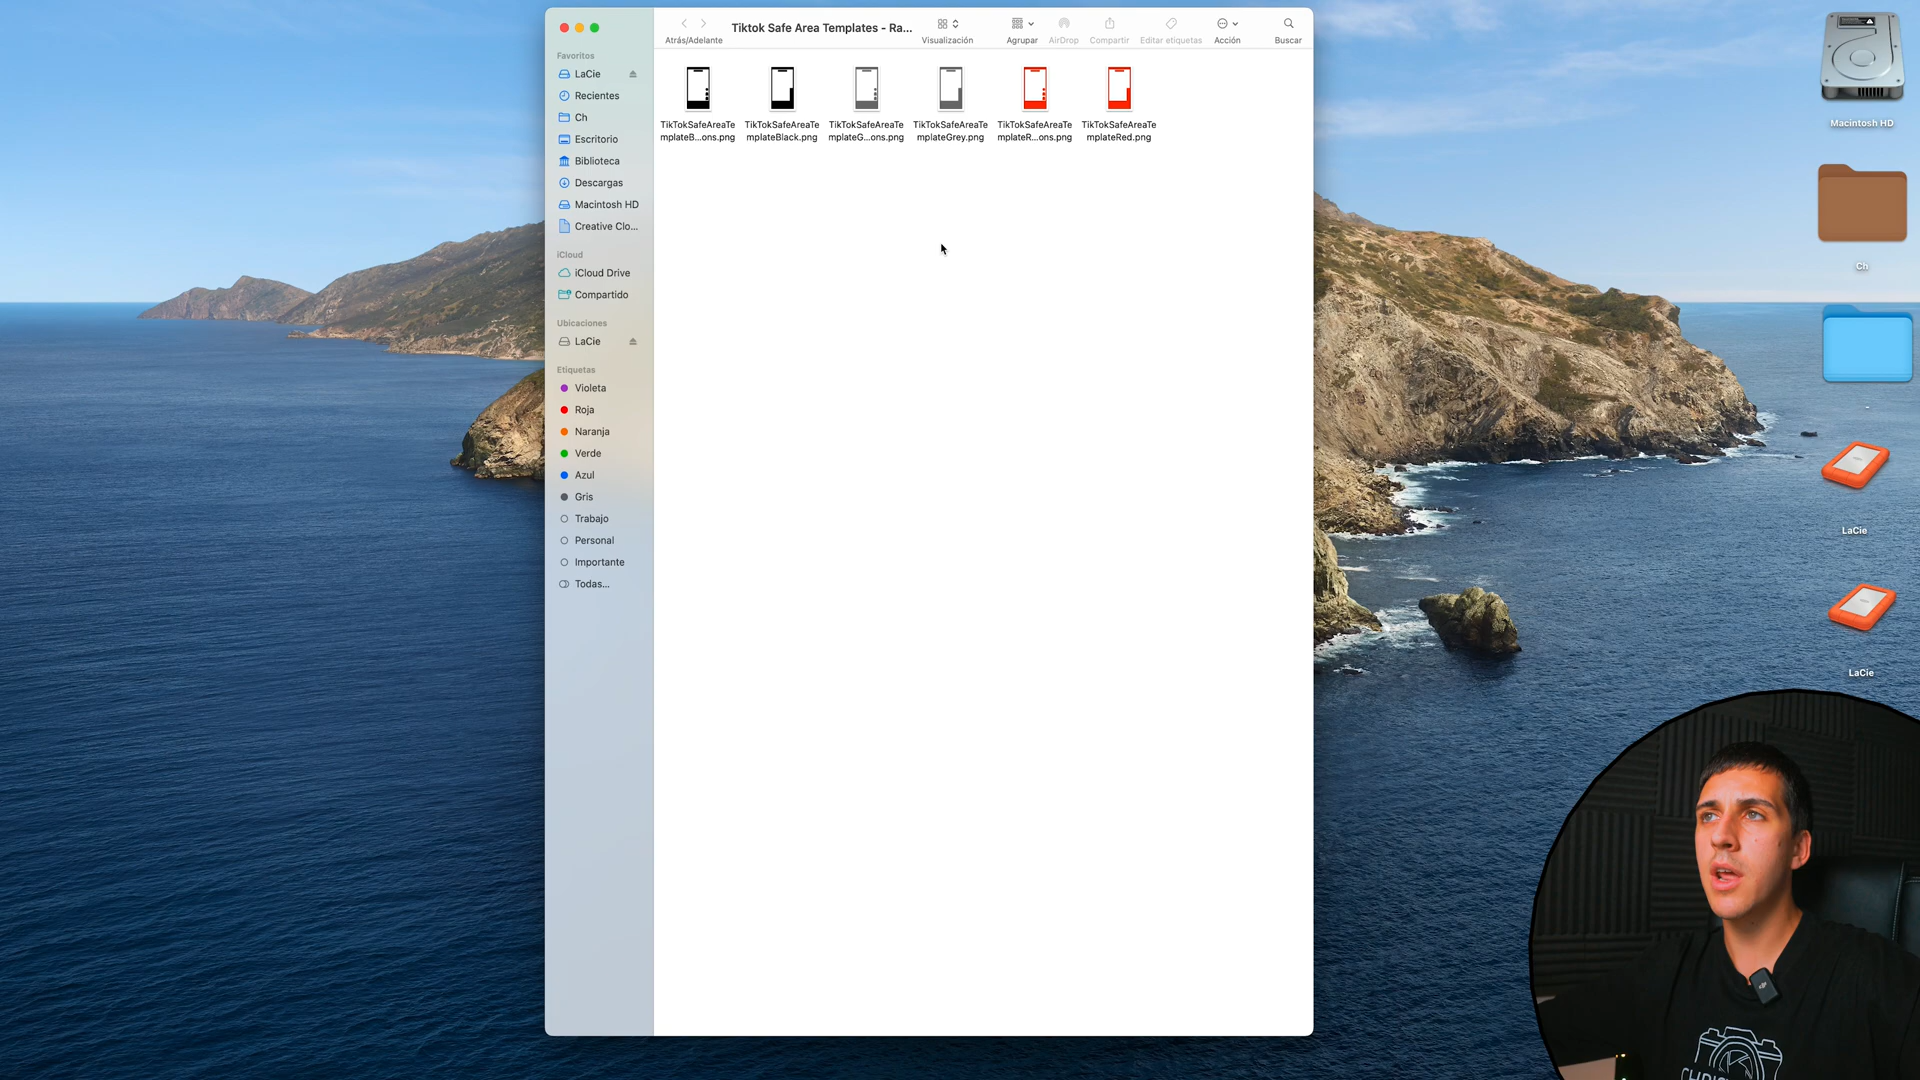 Tiktok Safe Area Templates - Ra...
Atrás/Adelante
Visualización
Agrupar
AirDrop
Compartir
Editar etiquetas
Acción
Buscar
Favoritos
LaCie
Recientes
Ch
Escritorio
Biblioteca
Descargas
Macintosh HD
Creative Clo...
iCloud
iCloud Drive
Compartido
Ubicaciones
LaCie
Etiquetas
Violeta
Roja
Naranja
Verde
Azul
Gris
Trabajo
Personal
Importante
Todas...
TikTokSafeAreaTe
mplateB...ons.png
TikTokSafeAreaTe
mplateBlack.png
TikTokSafeAreaTe
mplateG...ons.png
TikTokSafeAreaTe
mplateGrey.png
TikTokSafeAreaTe
mplateR...ons.png
TikTokSafeAreaTe
mplateRed.png
Macintosh HD
Ch
LaCie
LaCie